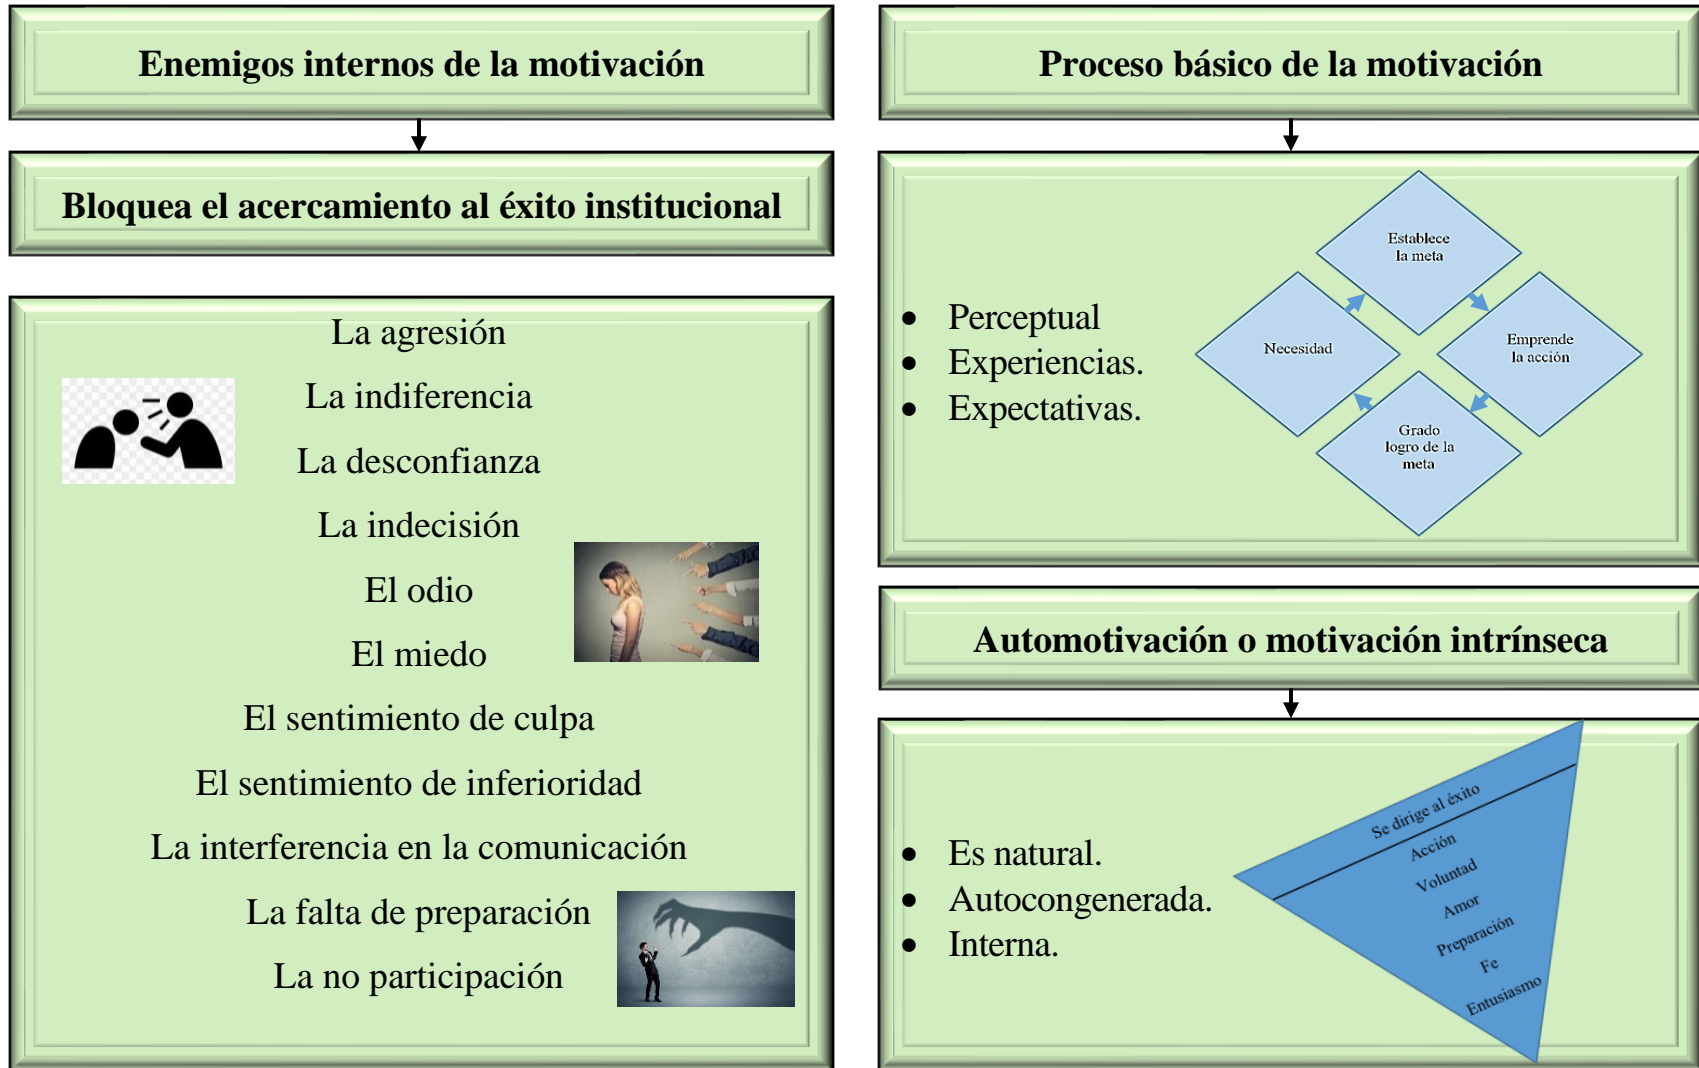 Enemigos internos de la motivación
Bloquea el acercamiento al éxito institucional
La agresión
La indiferencia
La desconfianza
La indecisión
El odio
El miedo
El sentimiento de culpa
El sentimiento de inferioridad
La interferencia en la comunicación
La falta de preparación
La no participación
Proceso básico de la motivación
• Perceptual
• Experiencias.
• Expectativas.
Establece
la meta
Necesidad
Emprende
la acción
Grado
logro de la
meta
Automotivación o motivación intrínseca
• Es natural.
• Autocongenerada.
• Interna.
Se dirige al éxito
Acción
Voluntad
Amor
Preparación
Fe
Entusiasmo